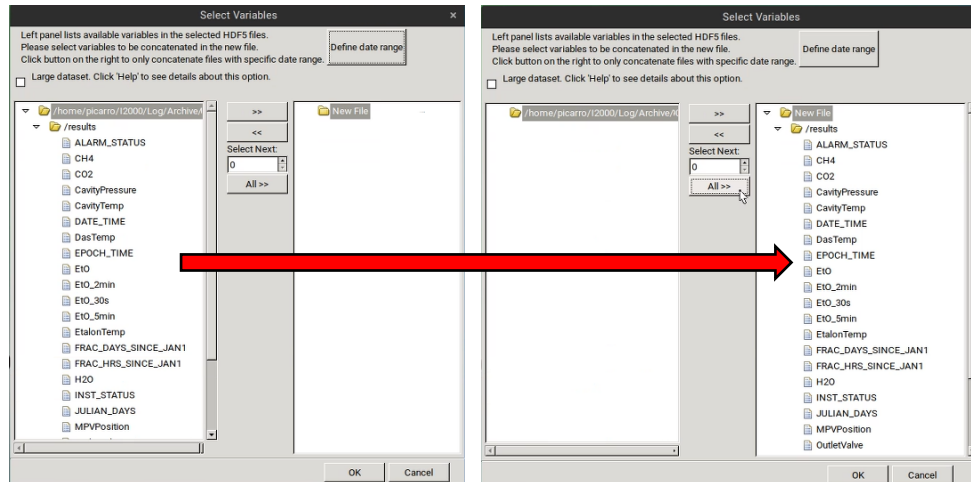 Select Variables
×
Left panel lists available variables in the selected HDF5 files.
Please select variables to be concatenated in the new file.
Click button on the right to only concatenate files with specific date range.
Define date range
Large dataset. Click 'Help' to see details about this option.
/home/picarro/I2000/Log/Archive/
/results
ALARM_STATUS
CH4
CO2
CavityPressure
CavityTemp
DATE_TIME
DasTemp
EPOCH_TIME
EtO
EtO_2min
EtO_30s
EtO_5min
EtalonTemp
FRAC_DAYS_SINCE_JAN1
FRAC_HRS_SINCE_JAN1
H2O
INST_STATUS
JULIAN_DAYS
MPVPosition
>>
<<
Select Next:
0
All >>
New File
OK
Cancel
Select Variables
Left panel lists available variables in the selected HDF5 files.
Please select variables to be concatenated in the new file.
Click button on the right to only concatenate files with specific date range.
Define date range
Large dataset. Click 'Help' to see details about this option.
/home/picarro/I2000/Log/Archive/
>>
<<
Select Next:
0
All >>
New File
/results
ALARM_STATUS
CH4
CO2
CavityPressure
CavityTemp
DATE_TIME
DasTemp
EPOCH_TIME
EtO
EtO_2min
EtO_30s
EtO_5min
EtalonTemp
FRAC_DAYS_SINCE_JAN1
FRAC_HRS_SINCE_JAN1
H2O
INST_STATUS
JULIAN_DAYS
MPVPosition
OutletValve
OK
Cancel